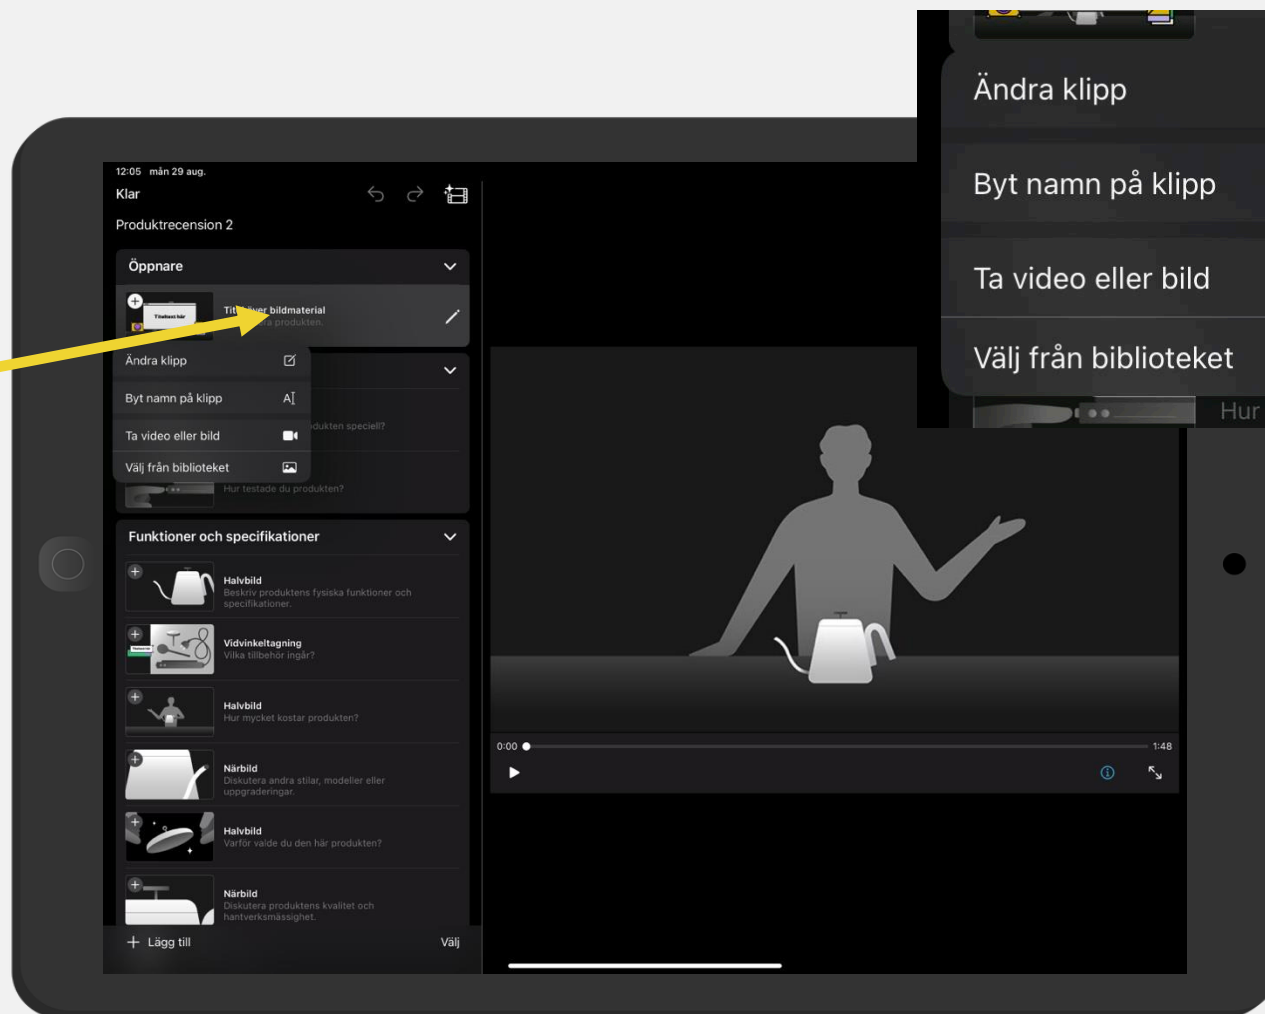 12:05 mån 29 aug.
Klar
Produktrecension 2
Öppnare
Titelbild här
bildmaterial
produkten.
Ändra klipp
Byt namn på klipp
Ta video eller bild
Välj från biblioteket
speciell?
Hur testade du produkten?
Funktioner och specifikationer
Halvbild
Beskriv produktens fysiska funktioner och
specifikationer.
Vidvinkeltagning
Vilka tillbehör ingår?
Halvbild
Hur mycket kostar produkten?
Närbild
Diskutera andra stilar, modeller eller
uppgraderingar.
Halvbild
Varför valde du den här produkten?
Närbild
Diskutera produktens kvalitet och
hantverksmässighet.
Lägg till
Välj
0:00
1:48
Ändra klipp
Byt namn på klipp
Ta video eller bild
Välj från biblioteket
Hur